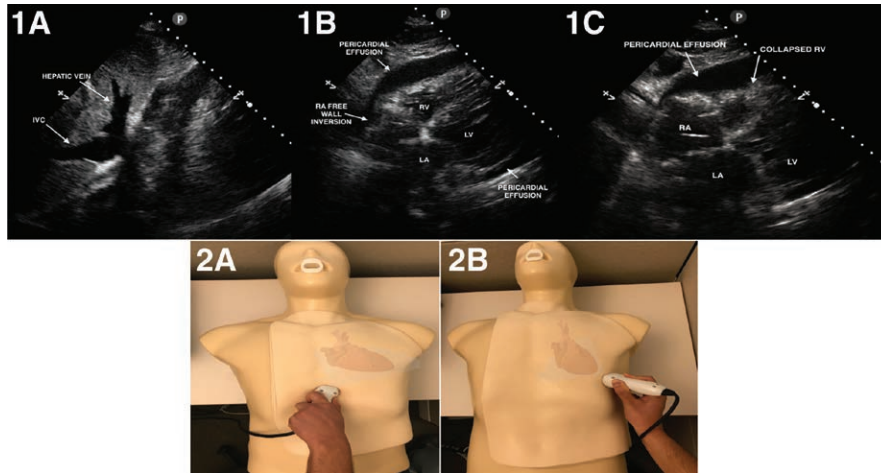 1A
P
HEPATIC VEIN
IVC
1B
P
PERICARDIAL EFFUSION
RA FREE
WALL
INVERSION
RV
LV
LA
PERICARDIAL
EFFUSION
1C
P
PERICARDIAL EFFUSION
COLLAPSED RV
RA
LA
LV
2A
2B